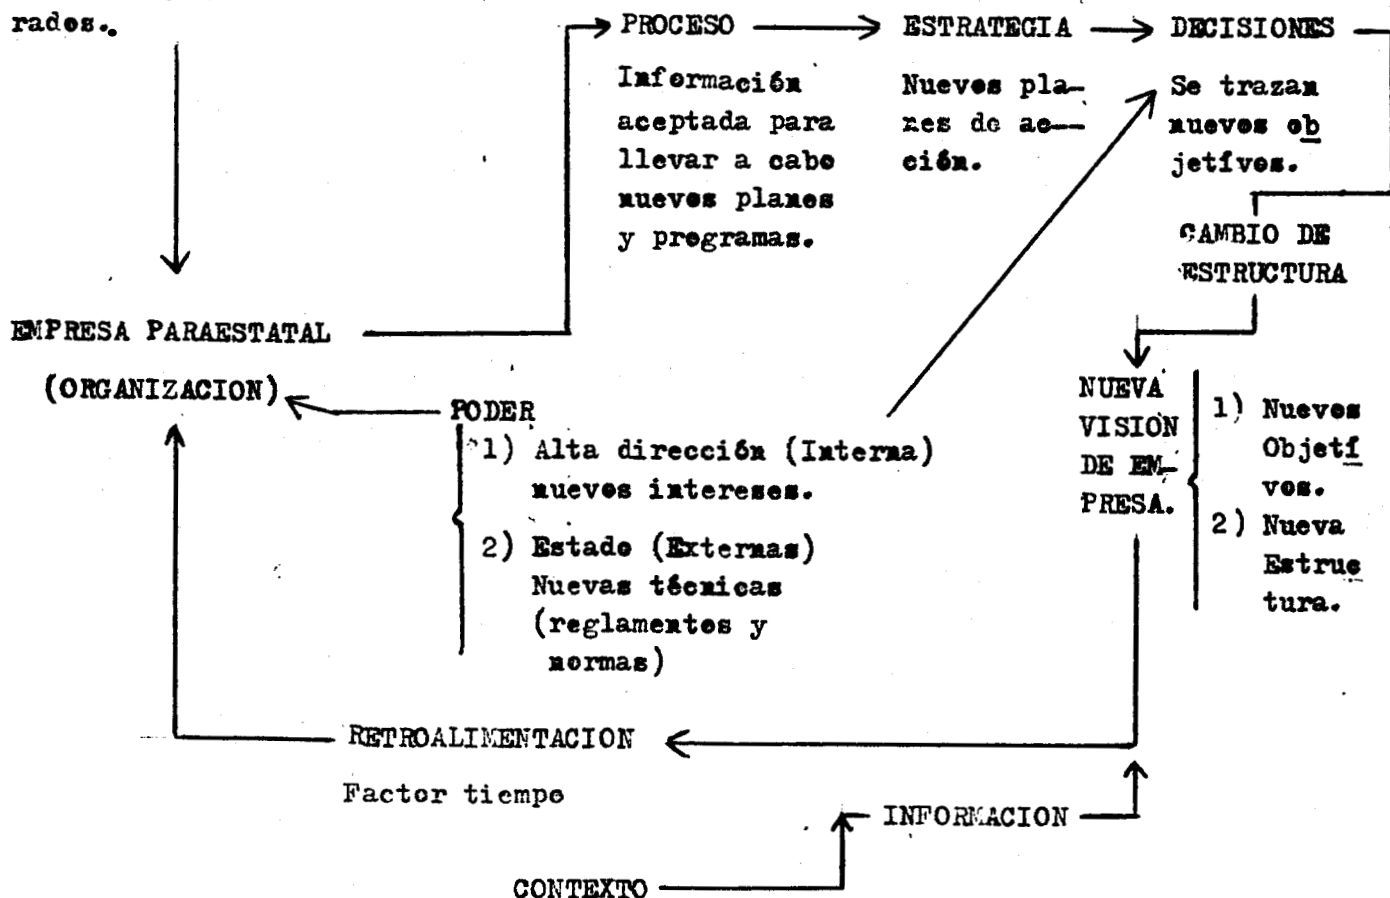 rados..
PROCESO
ESTRATEGIA
DECISIONES
Información
aceptada para
llevar a cabo
nuevos planes
y programas.
Nuevos pla-
nes de ac--
ción.
Se trazan
nuevos ob
jetívos.
CAMBIO DE
ESTRUCTURA
EMPRESA PARAESTATAL
(ORGANIZACION)
PODER
1) Alta dirección (Interna)
nuevos intereses.
2) Estado (Externas)
Nuevas técnicas
(reglamentos y
normas)
NUEVA
VISION
DE EM-
PRESA.
1) Nuevos
Objetí
vos.
2) Nueva
Estruc
tura.
RETROALIMENTACION
Factor tiempo
INFORMACION
CONTEXTO